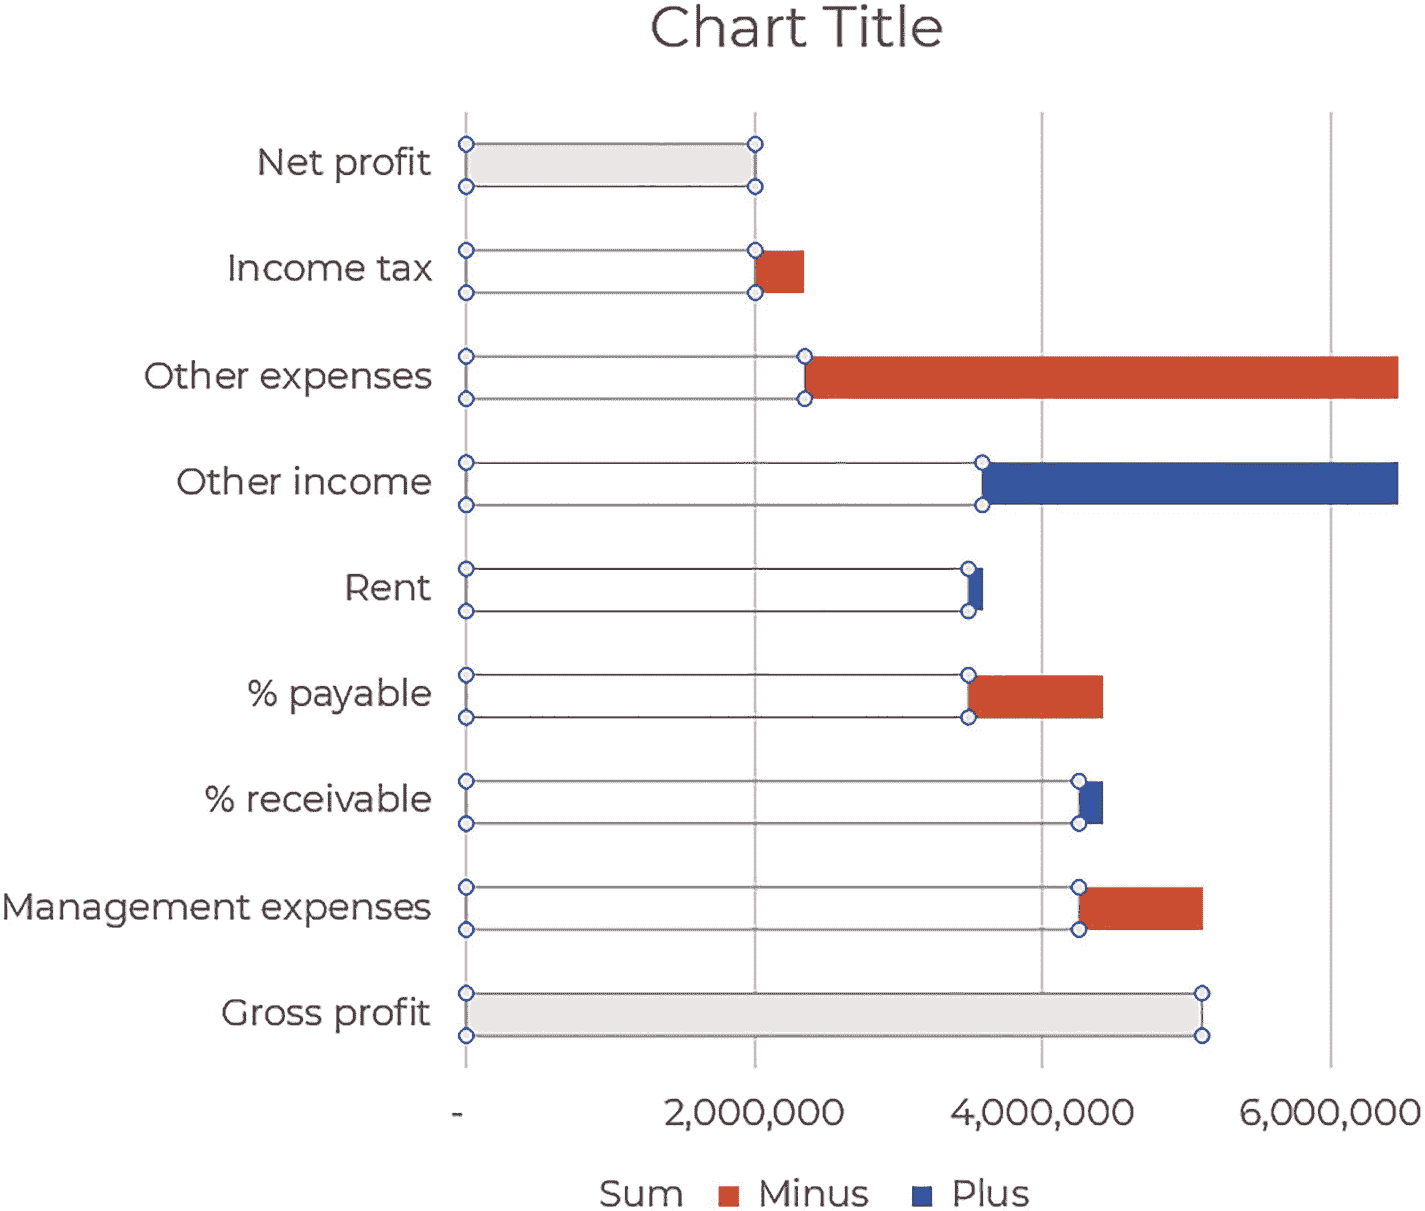 Chart Title
Net profit
Income tax
Other expenses
Other income
Rent
% payable
% receivable
Management expenses
Gross profit
- 2,000,000 4,000,000 6,000,000
Sum Minus Plus